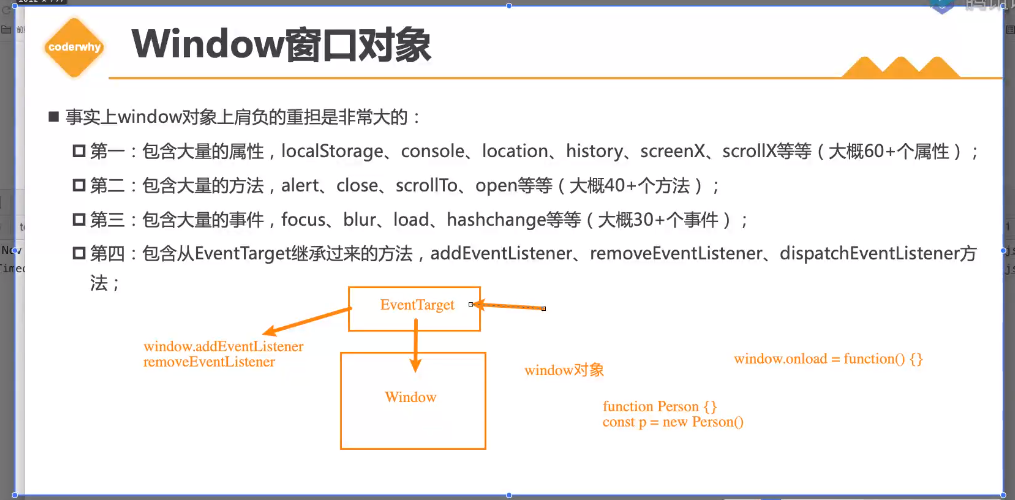 coderwhy
Window窗口对象
事实上window对象上肩负的重担是非常大的：
第一：包含大量的属性，localStorage、console、location、history、screenX、scrollX等等（大概60+个属性）；
第二：包含大量的方法，alert、close、scrollTo、open等等（大概40+个方法）；
第三：包含大量的事件，focus、blur、load、hashchange等等（大概30+个事件）；
第四：包含从EventTarget继承过来的方法，addEventListener、removeEventListener、dispatchEventListener方
法；
EventTarget
window.addEventListener
removeEventListener
Window
window对象
window.onload = function() {}
function Person {}
const p = new Person()